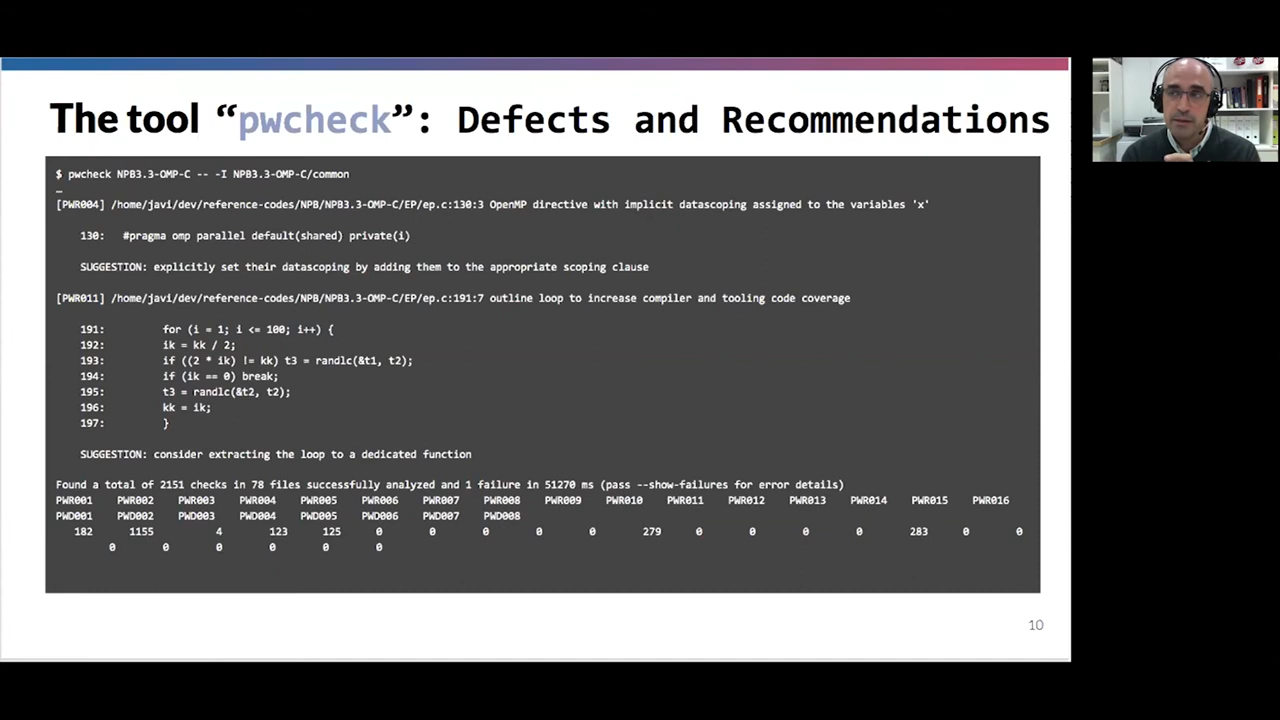 The tool “pwcheck”: Defects and Recommendations
$ pwcheck NPB3.3-OMP-C -- -I NPB3.3-OMP-C/common
[PWR004] /home/javi/dev/reference-codes/NPB/NPB3.3-OMP-C/EP/ep.c:130:3 OpenMP directive with implicit datascoping assigned to the variables 'x'
130: #pragma omp parallel default(shared) private(i)
SUGGESTION: explicitly set their datascoping by adding them to the appropriate scoping clause
[PWR011] /home/javi/dev/reference-codes/NPB/NPB3.3-OMP-C/EP/ep.c:191:7 outline loop to increase compiler and tooling code coverage
191: for (i = 1; i <= 100; i++) {
192: ik = kk / 2;
193: if ((2 * ik) != kk) t3 = randlc(&t1, t2);
194: if (ik == 0) break;
195: t3 = randlc(&t2, t2);
196: kk = ik;
197: }
SUGGESTION: consider extracting the loop to a dedicated function
Found a total of 2151 checks in 78 files successfully analyzed and 1 failure in 51270 ms (pass --show-failures for error details)
PWR001 PWR002 PWR003 PWR004 PWR005 PWR006 PWR007 PWR008 PWR009 PWR010 PWR011 PWR012 PWR013 PWR014 PWR015 PWR016
PWD001 PWD002 PWD003 PWD004 PWD005 PWD006 PWD007 PWD008
182 1155 4 123 125 0 0 0 0 0 279 0 0 0 0 283 0 0
0 0 0 0 0 0
10